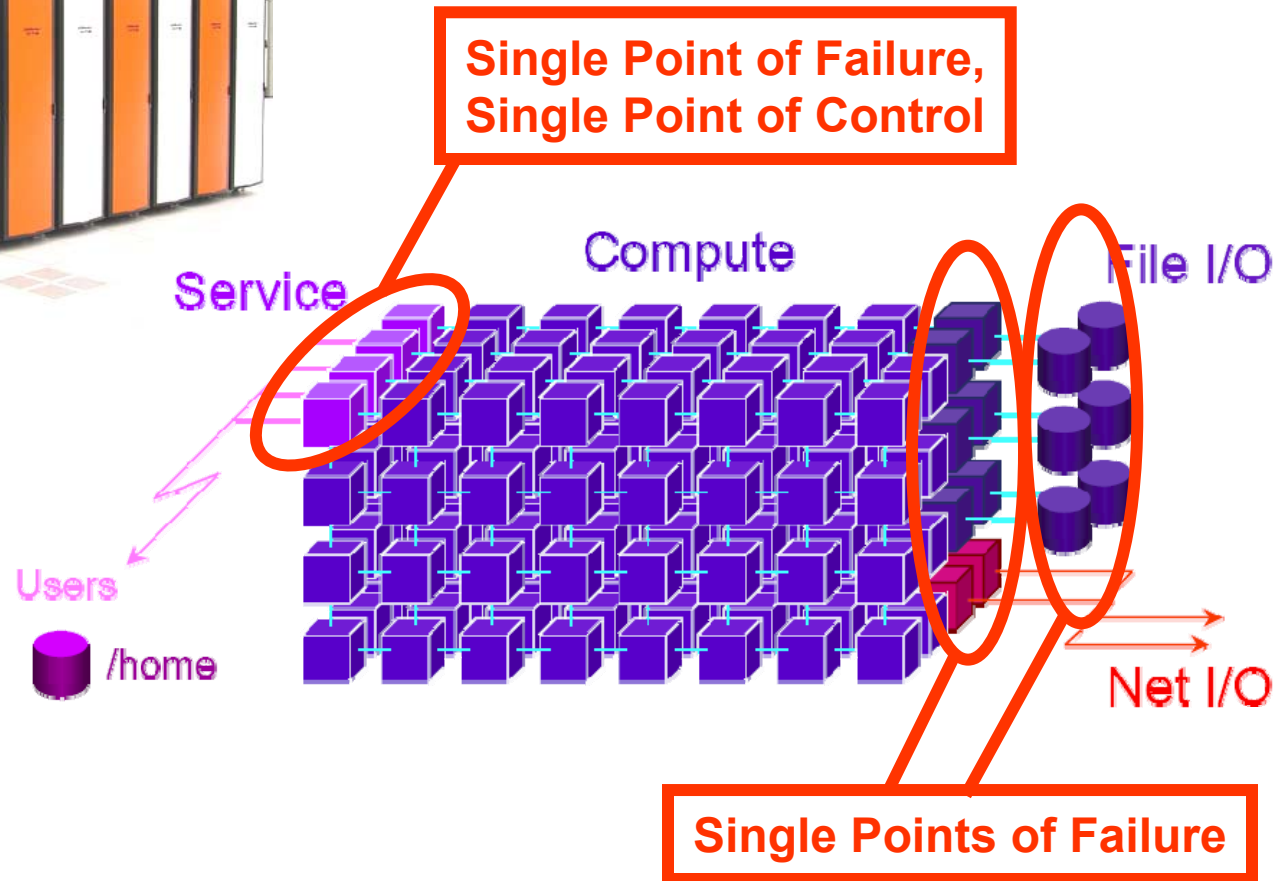 Single Point of Failure,
Single Point of Control
Compute
File I/O
Service
Users
/home
Net I/O
Single Points of Failure